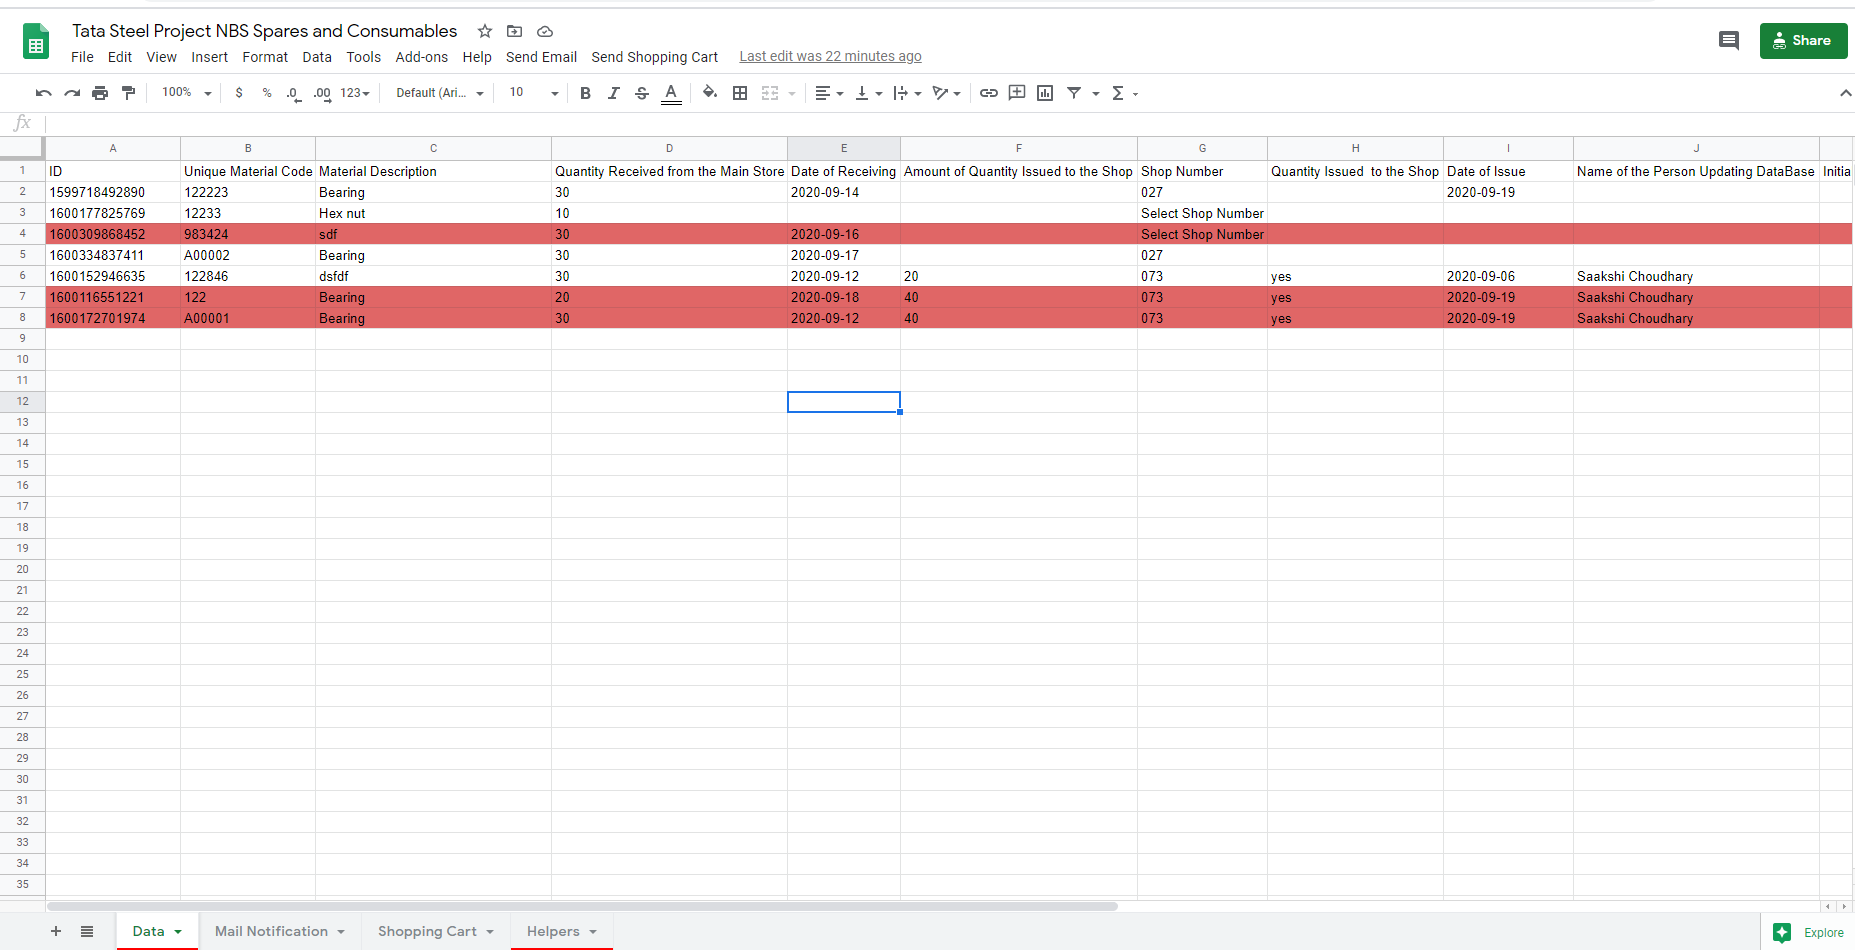 Tata Steel Project NBS Spares and Consumables
File Edit View Insert Format Data Tools Add-ons Help Send Email Send Shopping Cart Last edit was 22 minutes ago
Share
100% $ % .0 .00 123 Default (Ari... 10 B I S A Σ
fx
A B C D E F G H I J
1 ID Unique Material Code Material Description Quantity Received from the Main Store Date of Receiving Amount of Quantity Issued to the Shop Shop Number Quantity Issued to the Shop Date of Issue Name of the Person Updating DataBase Initia
2 1599718492890 122223 Bearing 30 2020-09-14 027 2020-09-19
3 1600177825769 12233 Hex nut 10 Select Shop Number
4 1600309868452 983424 sdf 30 2020-09-16 Select Shop Number
5 1600334837411 A00002 Bearing 30 2020-09-17 027
6 1600152946635 122846 dsfdf 30 2020-09-12 20 073 yes 2020-09-06 Saakshi Choudhary
7 1600116551221 122 Bearing 20 2020-09-18 40 073 yes 2020-09-19 Saakshi Choudhary
8 1600172701974 A00001 Bearing 30 2020-09-12 40 073 yes 2020-09-19 Saakshi Choudhary
9
10
11
12
13
14
15
16
17
18
19
20
21
22
23
24
25
26
27
28
29
30
31
32
33
34
35
Data Mail Notification Shopping Cart Helpers Explore